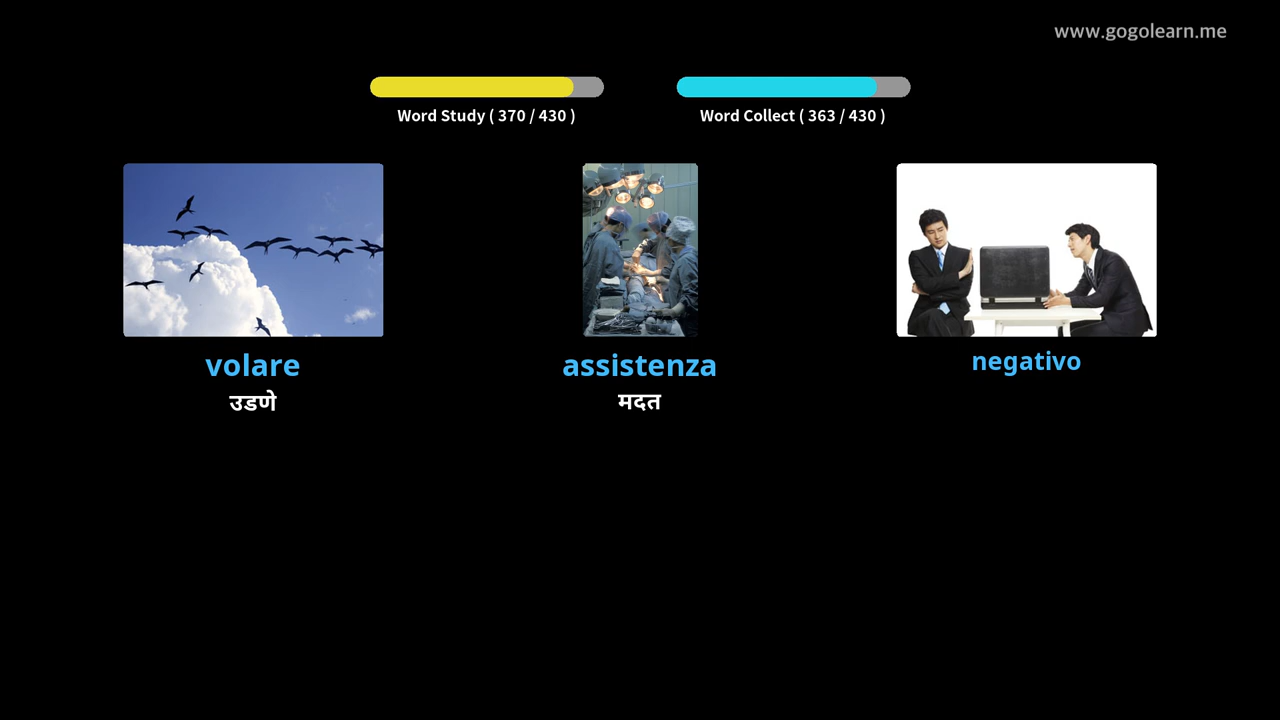 www.gogolearn.me
Word Study ( 370 / 430 )
Word Collect ( 363 / 430 )
volare
उडणे
assistenza
मदत
negativo